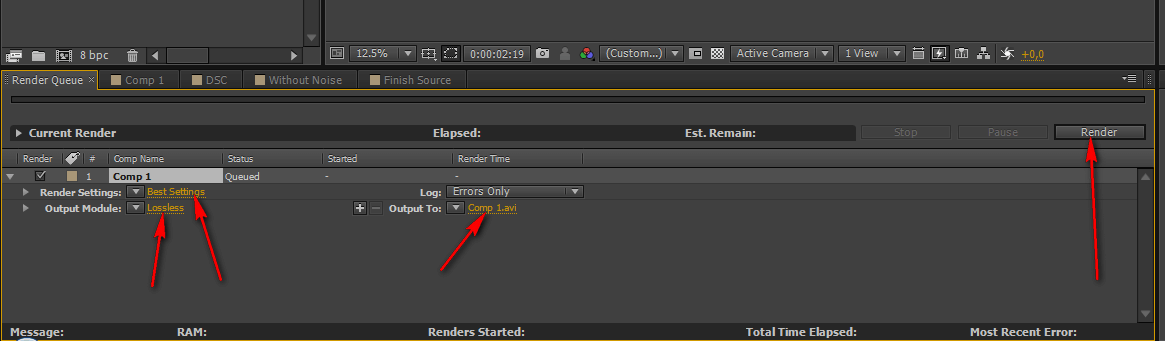 8 bpc 12.5% 0:00:02:19 (Custom...) Active Camera 1 View +0,0
Render Queue × Comp 1 DSC Without Noise Finish Source
Current Render Elapsed: Est. Remain: Stop Pause Render
Render # Comp Name Status Started Render Time
1 Comp 1 Queued - -
Render Settings: Best Settings Log: Errors Only
Output Module: Lossless Output To: Comp 1.avi
Message: RAM: Renders Started: Total Time Elapsed: Most Recent Error: